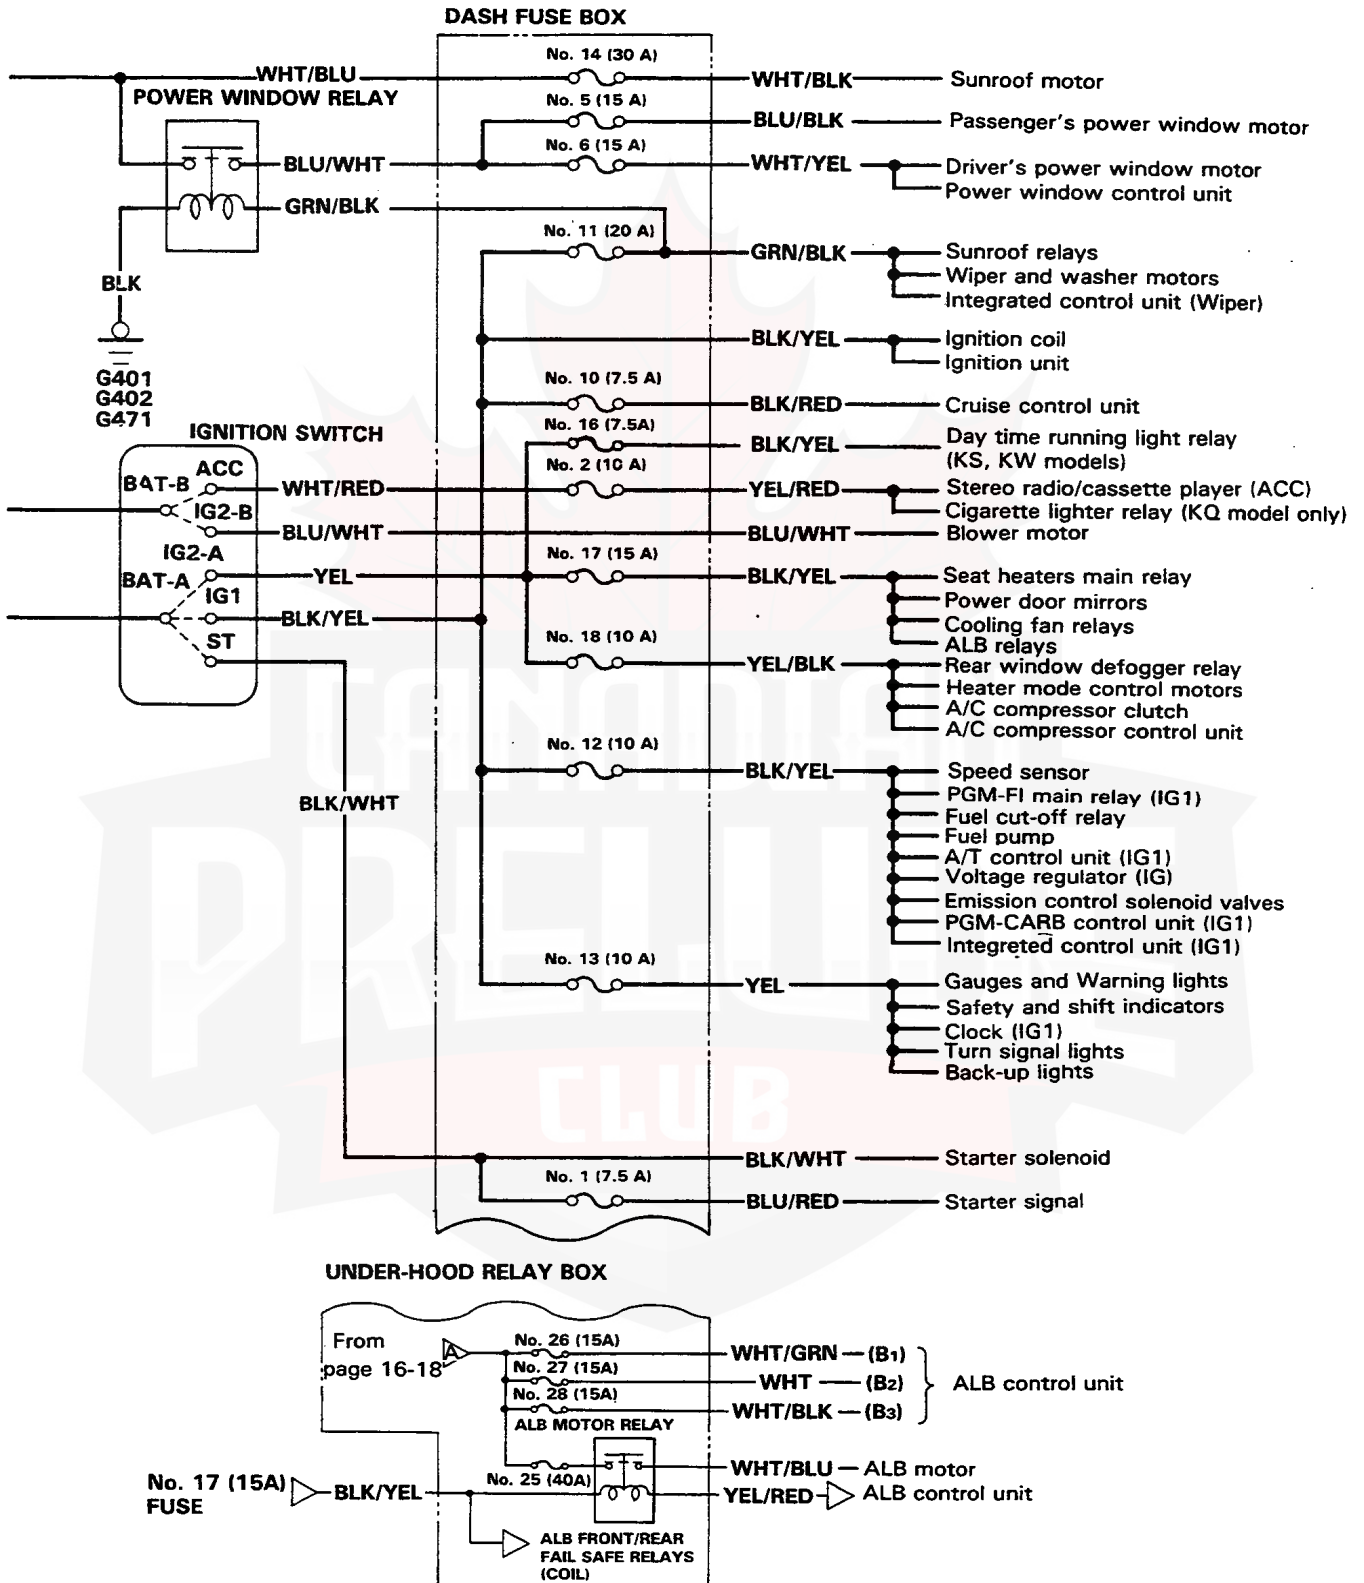 DASH FUSE BOX
No. 14 (30 A)
WHT/BLU
WHT/BLK
Sunroof motor
POWER WINDOW RELAY
No. 5 (15 A)
BLU/BLK
Passenger's power window motor
No. 6 (15 A)
BLU/WHT
WHT/YEL
Driver's power window motor
Power window control unit
GRN/BLK
No. 11 (20 A)
GRN/BLK
Sunroof relays
Wiper and washer motors
Integrated control unit (Wiper)
BLK
G401
G402
G471
BLK/YEL
Ignition coil
Ignition unit
No. 10 (7.5 A)
BLK/RED
Cruise control unit
IGNITION SWITCH
No. 16 (7.5A)
BLK/YEL
Day time running light relay
(KS, KW models)
ACC
BAT-B
WHT/RED
No. 2 (10 A)
YEL/RED
Stereo radio/cassette player (ACC)
Cigarette lighter relay (KQ model only)
IG2-B
BLU/WHT
BLU/WHT
Blower motor
IG2-A
No. 17 (15 A)
BAT-A
YEL
BLK/YEL
Seat heaters main relay
Power door mirrors
Cooling fan relays
ALB relays
IG1
BLK/YEL
ST
No. 18 (10 A)
YEL/BLK
Rear window defogger relay
Heater mode control motors
A/C compressor clutch
A/C compressor control unit
No. 12 (10 A)
BLK/YEL
Speed sensor
PGM-FI main relay (IG1)
Fuel cut-off relay
Fuel pump
A/T control unit (IG1)
Voltage regulator (IG)
Emission control solenoid valves
PGM-CARB control unit (IG1)
Integreted control unit (IG1)
BLK/WHT
No. 13 (10 A)
YEL
Gauges and Warning lights
Safety and shift indicators
Clock (IG1)
Turn signal lights
Back-up lights
BLK/WHT
Starter solenoid
No. 1 (7.5 A)
BLU/RED
Starter signal
UNDER-HOOD RELAY BOX
From
page 16-18
A
No. 26 (15A)
WHT/GRN
(B1)
No. 27 (15A)
WHT
(B2)
No. 28 (15A)
WHT/BLK
(B3)
ALB control unit
ALB MOTOR RELAY
No. 25 (40A)
WHT/BLU
ALB motor
No. 17 (15A)
FUSE
BLK/YEL
YEL/RED
ALB control unit
ALB FRONT/REAR
FAIL SAFE RELAYS
(COIL)
CANADIAN
PRELUDE
CLUB